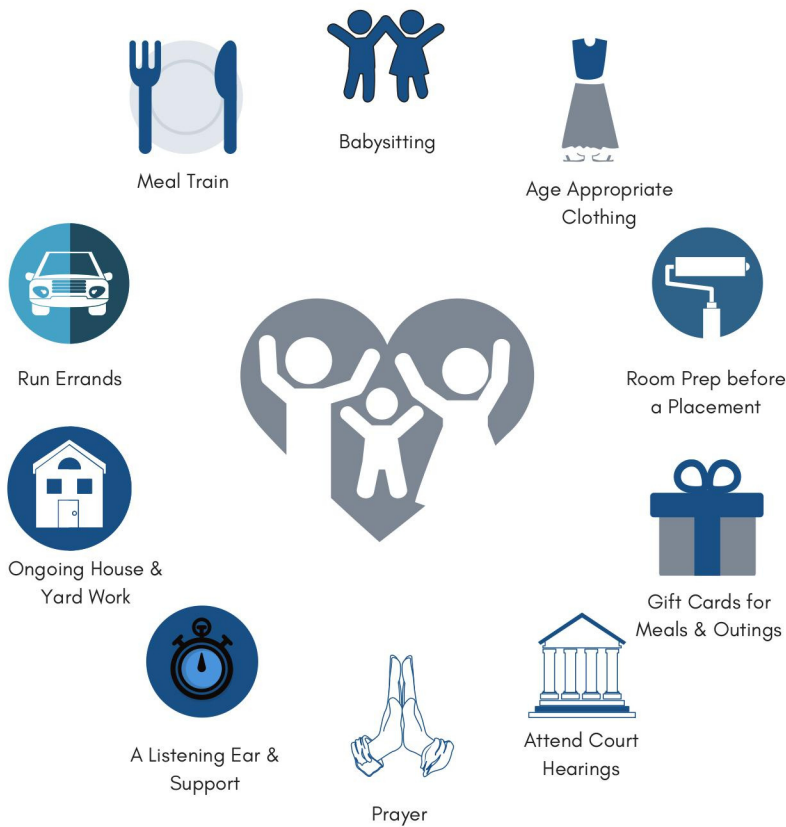 Babysitting
Meal Train
Age Appropriate
Clothing
Run Errands
Room Prep before
a Placement
Ongoing House &
Yard Work
Gift Cards for
Meals & Outings
A Listening Ear &
Support
Attend Court
Hearings
Prayer